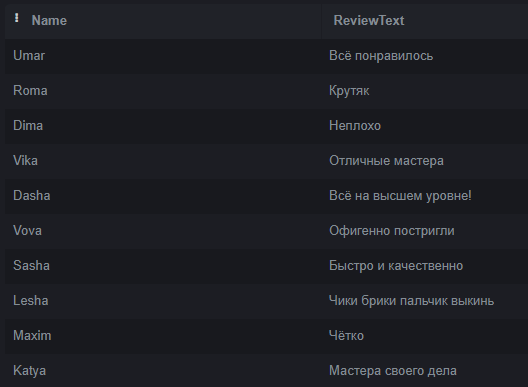 Name ReviewText
Umar Всё понравилось
Roma Крутяк
Dima Неплохо
Vika Отличные мастера
Dasha Всё на высшем уровне!
Vova Офигенно постригли
Sasha Быстро и качественно
Lesha Чики брики пальчик выкинь
Maxim Чётко
Katya Мастера своего дела